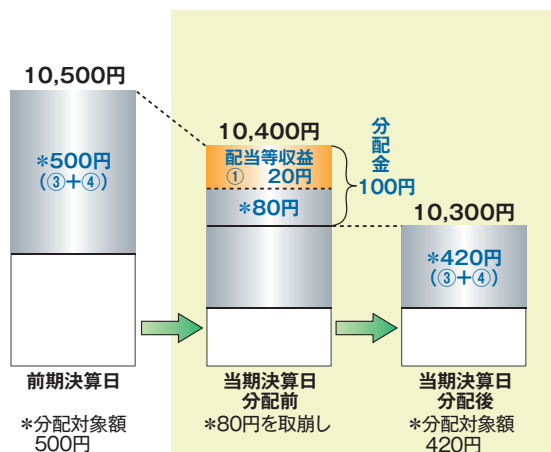 10,500円
*500円
(③+④)
前期決算日
*分配対象額
500円
10,400円
配当等収益
① 20円
*80円
分配金
100円
当期決算日
分配前
*80円を取崩し
10,300円
*420円
(③+④)
当期決算日
分配後
*分配対象額
420円